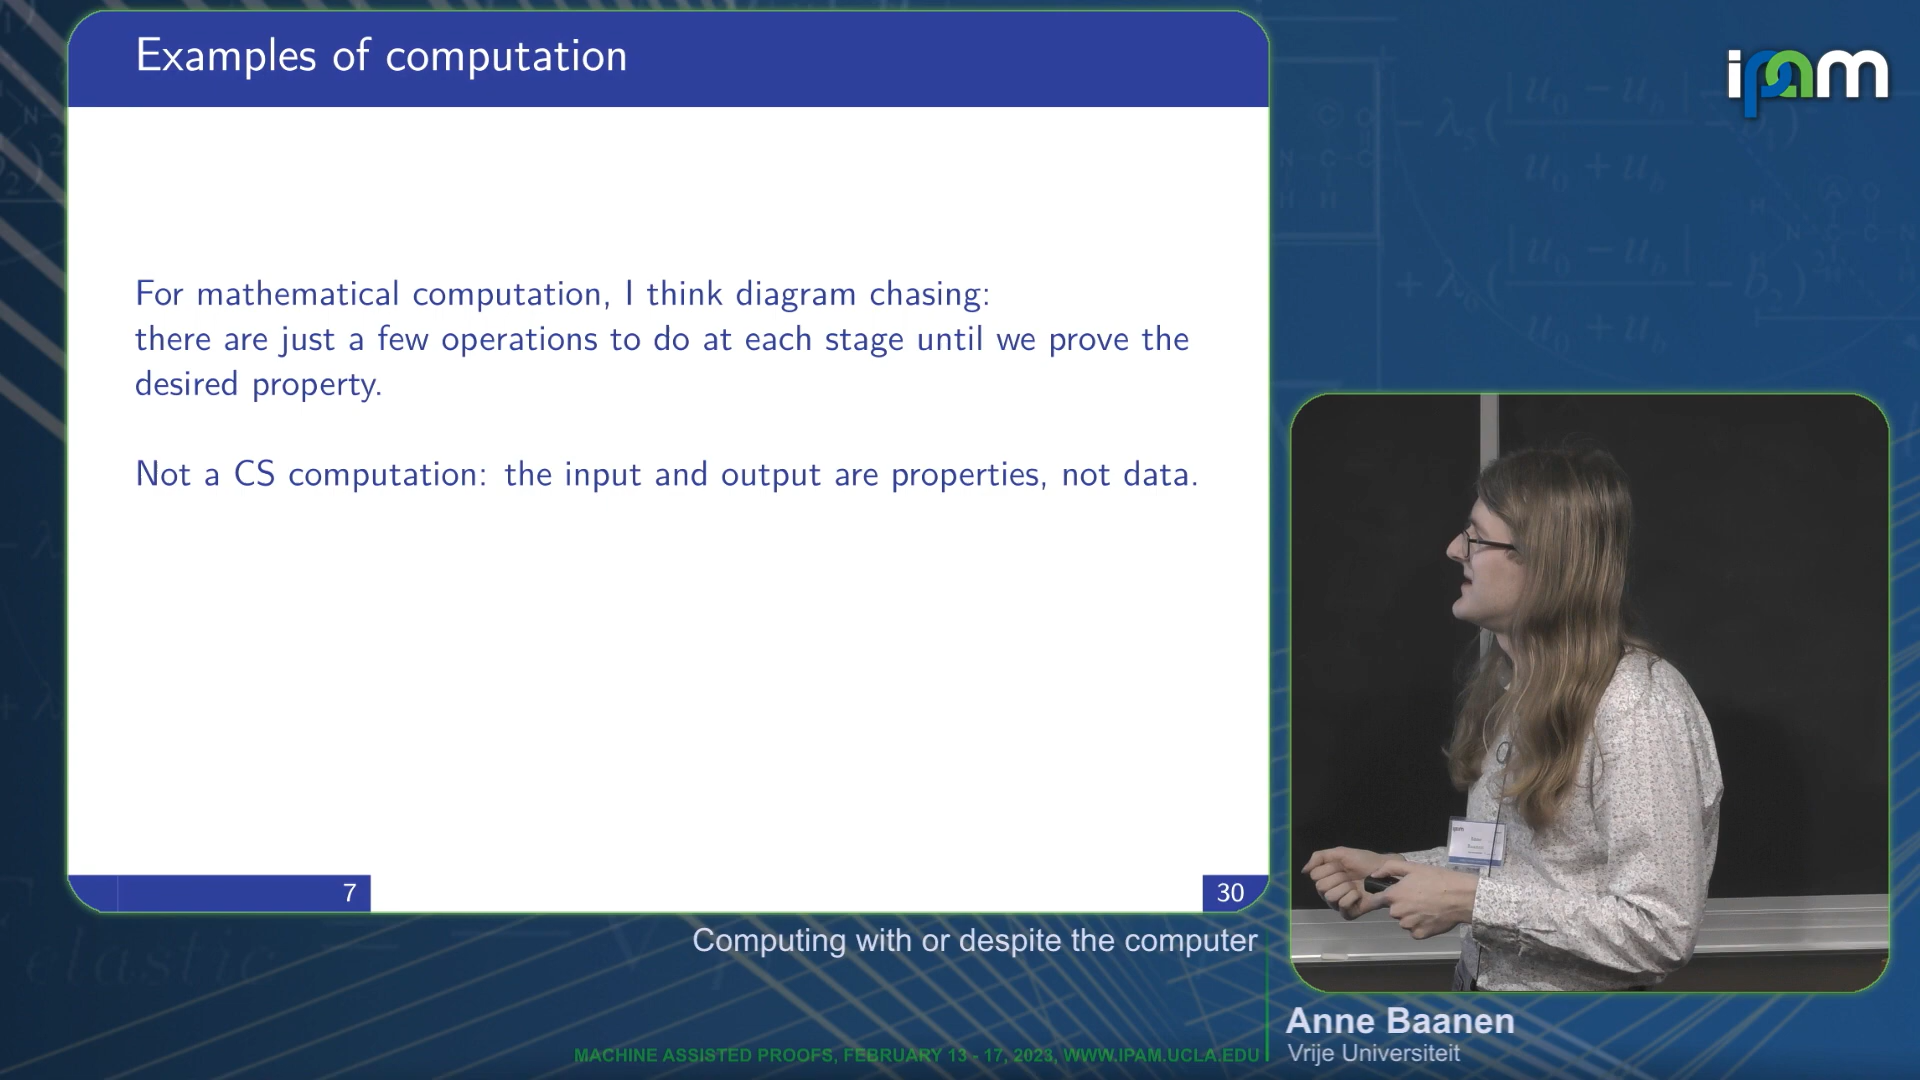 Examples of computation
ipam
For mathematical computation, I think diagram chasing:
there are just a few operations to do at each stage until we prove the
desired property.
Not a CS computation: the input and output are properties, not data.
7
30
Computing with or despite the computer
Anne Baanen
Vrije Universiteit
MACHINE ASSISTED PROOFS, FEBRUARY 13 - 17, 2023, WWW.IPAM.UCLA.EDU